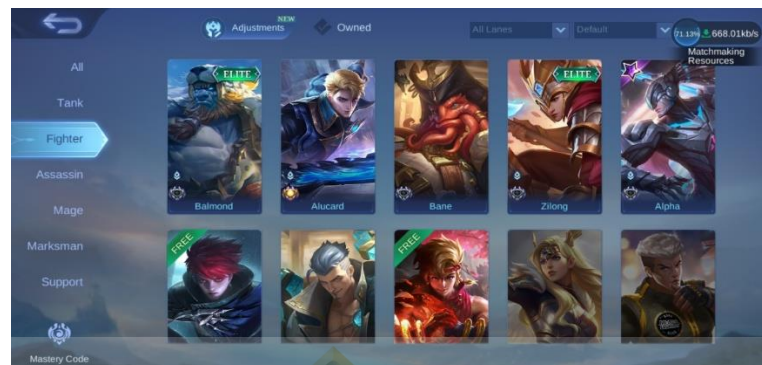 Adjustments
NEW
Owned
All Lanes
Default
71.13%
668.01kb/s
Matchmaking
Resources
All
Tank
Fighter
Assassin
Mage
Marksman
Support
Mastery Code
ELITE
ELITE
Balmond
Alucard
Bane
Zilong
Alpha
FREE
FREE